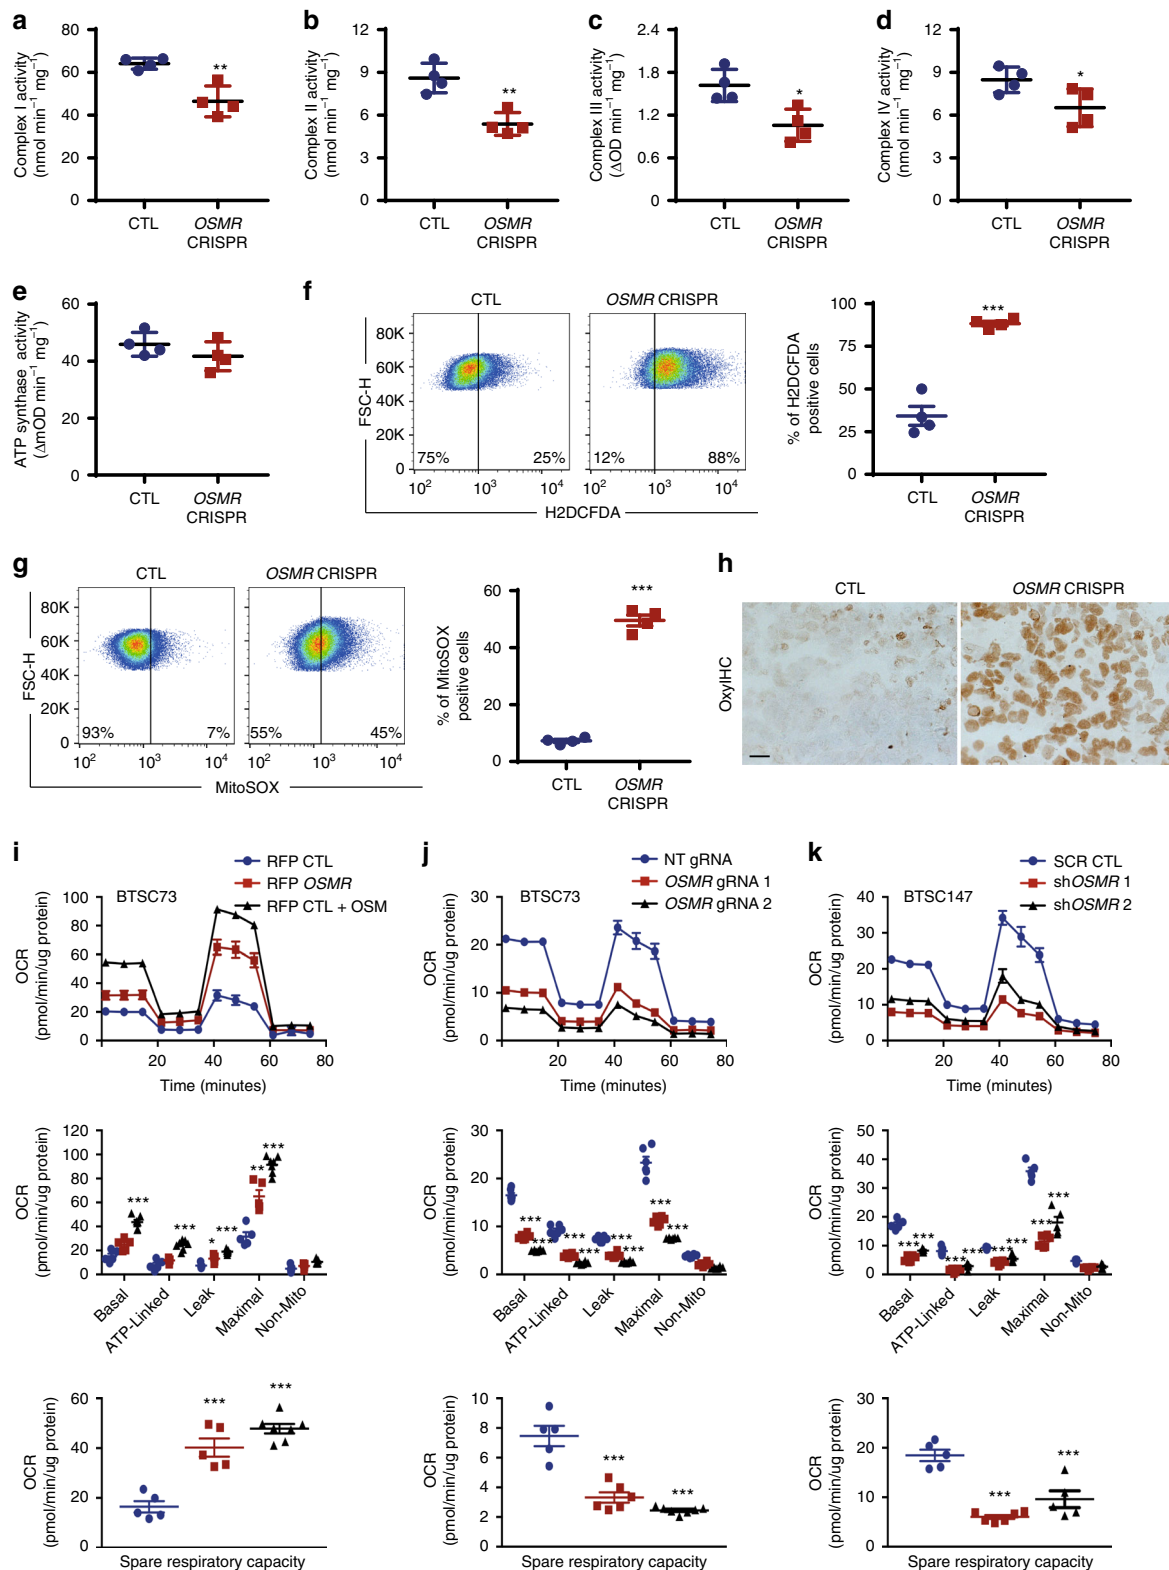 a
Complex I activity
(nmol min⁻¹ mg⁻¹)
80
60
40
20
0
**
CTL
OSMR
CRISPR
b
Complex II activity
(nmol min⁻¹ mg⁻¹)
12
9
6
3
0
**
CTL
OSMR
CRISPR
c
Complex III activity
(ΔOD min⁻¹ mg⁻¹)
2.4
1.8
1.2
0.6
0
*
CTL
OSMR
CRISPR
d
Complex IV activity
(nmol min⁻¹ mg⁻¹)
12
9
6
3
0
*
CTL
OSMR
CRISPR
e
ATP synthase activity
(ΔmOD min⁻¹ mg⁻¹)
60
40
20
0
CTL
OSMR
CRISPR
f
CTL
OSMR CRISPR
FSC-H
80K
60K
40K
20K
0
75%
25%
12%
88%
10² 10³ 10⁴
10² 10³ 10⁴
H2DCFDA
% of H2DCFDA
positive cells
100
75
50
25
0
***
CTL
OSMR
CRISPR
g
CTL
OSMR CRISPR
FSC-H
80K
60K
40K
20K
0
93%
7%
55%
45%
10² 10³ 10⁴
10² 10³ 10⁴
MitoSOX
% of MitoSOX
positive cells
60
40
20
0
***
CTL
OSMR
CRISPR
h
CTL
OSMR CRISPR
OxyIHC
i
RFP CTL
RFP OSMR
RFP CTL + OSM
BTSC73
OCR
(pmol/min/ug protein)
100
80
60
40
20
0
20 40 60 80
Time (minutes)
OCR
(pmol/min/ug protein)
120
100
80
60
40
20
0
***
***
*
***
**
***
Basal
ATP-Linked
Leak
Maximal
Non-Mito
OCR
(pmol/min/ug protein)
60
40
20
0
***
***
Spare respiratory capacity
j
NT gRNA
OSMR gRNA 1
OSMR gRNA 2
BTSC73
OCR
(pmol/min/ug protein)
30
20
10
0
20 40 60 80
Time (minutes)
OCR
(pmol/min/ug protein)
30
20
10
0
***
***
***
***
***
***
***
***
Basal
ATP-Linked
Leak
Maximal
Non-Mito
OCR
(pmol/min/ug protein)
10
8
6
4
2
0
***
***
Spare respiratory capacity
k
SCR CTL
shOSMR 1
shOSMR 2
BTSC147
OCR
(pmol/min/ug protein)
40
30
20
10
0
20 40 60 80
Time (minutes)
OCR
(pmol/min/ug protein)
50
40
30
20
10
0
***
***
***
***
***
***
***
***
Basal
ATP-Linked
Leak
Maximal
Non-Mito
OCR
(pmol/min/ug protein)
30
20
10
0
***
***
Spare respiratory capacity